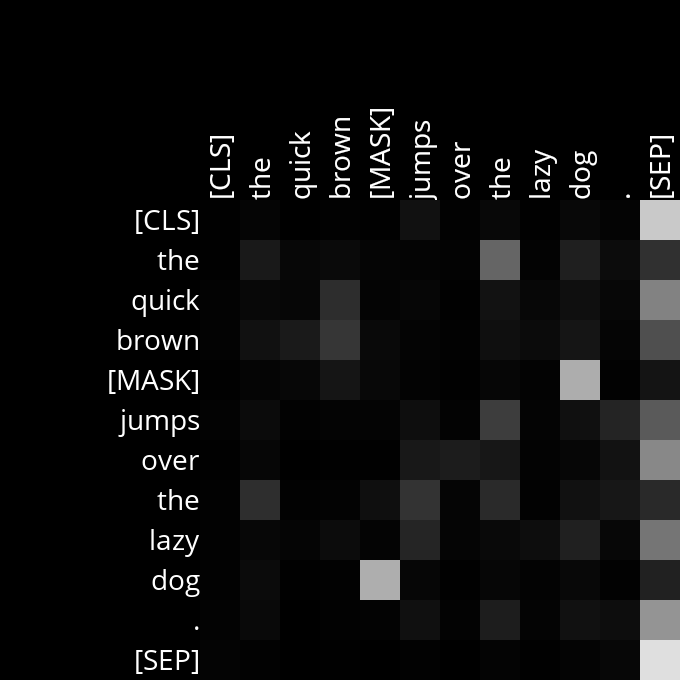 [CLS] the quick brown [MASK] jumps over the lazy dog . [SEP]
[CLS]
the
quick
brown
[MASK]
jumps
over
the
lazy
dog
.
[SEP]